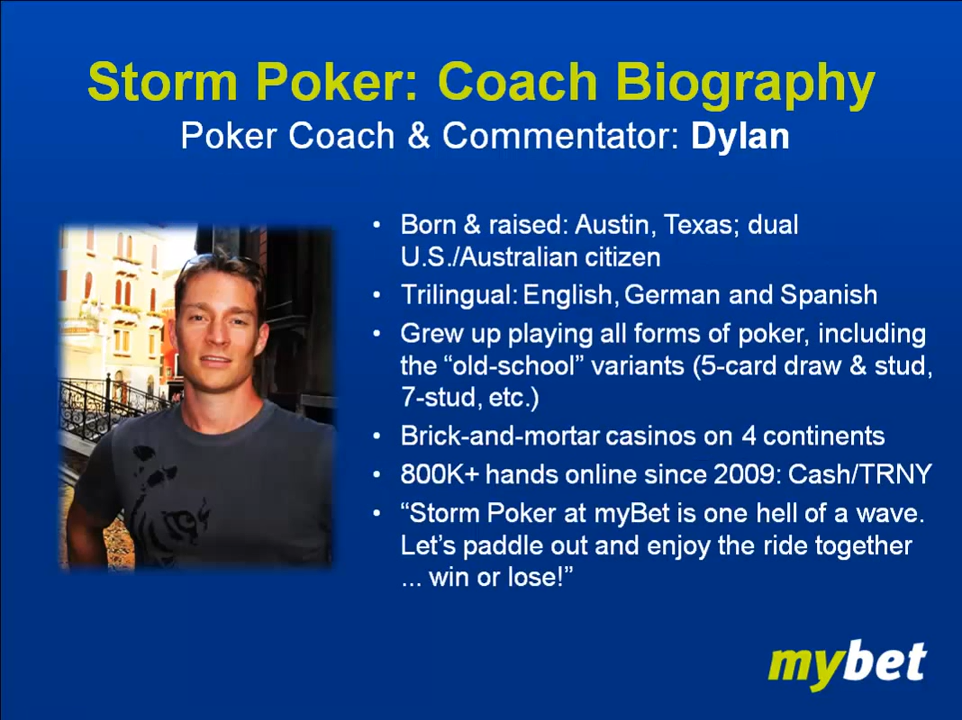 Storm Poker: Coach Biography
Poker Coach & Commentator: Dylan
• Born & raised: Austin, Texas; dual
U.S./Australian citizen
• Trilingual: English, German and Spanish
• Grew up playing all forms of poker, including
the “old-school” variants (5-card draw & stud,
7-stud, etc.)
• Brick-and-mortar casinos on 4 continents
• 800K+ hands online since 2009: Cash/TRNY
• “Storm Poker at myBet is one hell of a wave.
Let’s paddle out and enjoy the ride together
... win or lose!”
mybet